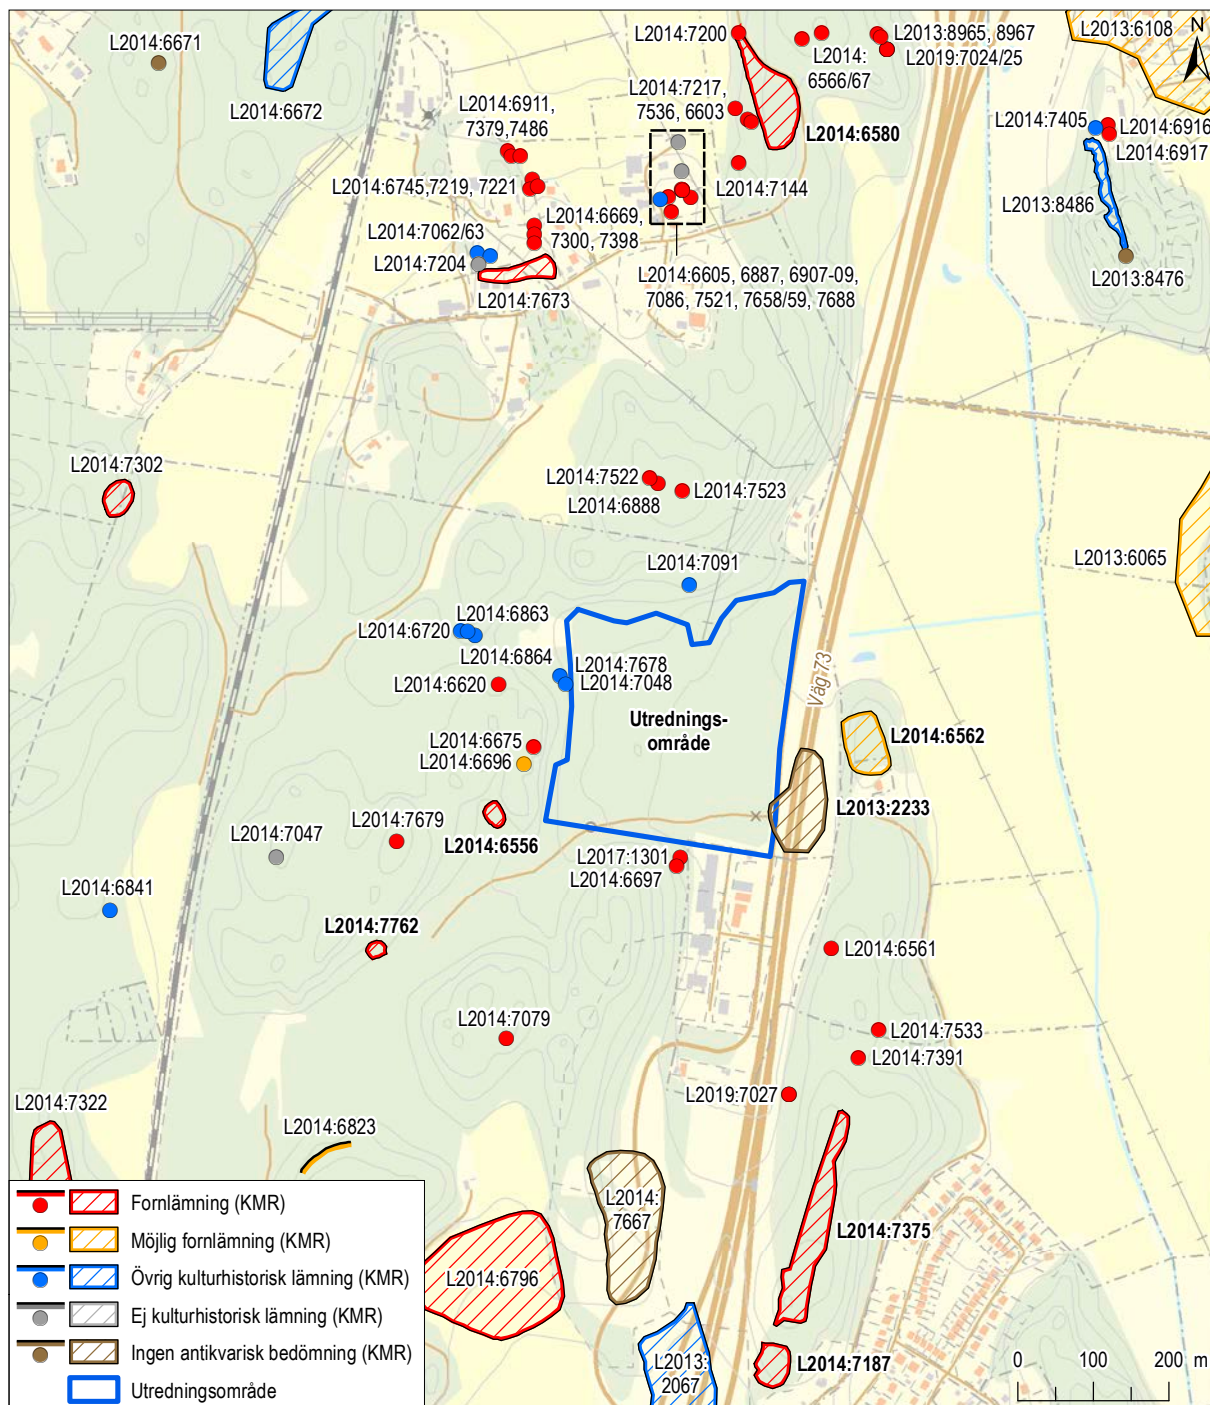 L2014:6671
L2014:6672
L2014:7200
L2014:
6566/67
L2013:8965, 8967
L2019:7024/25
L2013:6108
N
L2014:6911,
7379,7486
L2014:7217,
7536, 6603
L2014:6580
L2014:7405
L2014:6916
L2014:6917
L2014:6745,7219, 7221
L2014:7144
L2013:8486
L2014:6669,
7300, 7398
L2014:7062/63
L2014:7204
L2014:7673
L2014:6605, 6887, 6907-09,
7086, 7521, 7658/59, 7688
L2013:8476
L2014:7302
L2014:7522
L2014:6888
L2014:7523
L2013:6065
L2014:7091
L2014:6863
L2014:6720
L2014:6864
L2014:7678
L2014:7048
L2014:6620
Väg 73
Utrednings-
område
L2014:6562
L2014:6675
L2014:6696
L2013:2233
L2014:6556
L2014:7679
L2014:7047
L2017:1301
L2014:6697
L2014:6841
L2014:7762
L2014:6561
L2014:7079
L2014:7533
L2014:7391
L2019:7027
L2014:7322
L2014:6823
L2014:
7667
L2014:7375
L2014:6796
L2013:
2067
L2014:7187
Fornlämning (KMR)
Möjlig fornlämning (KMR)
Övrig kulturhistorisk lämning (KMR)
Ej kulturhistorisk lämning (KMR)
Ingen antikvarisk bedömning (KMR)
Utredningsområde
0 100 200 m